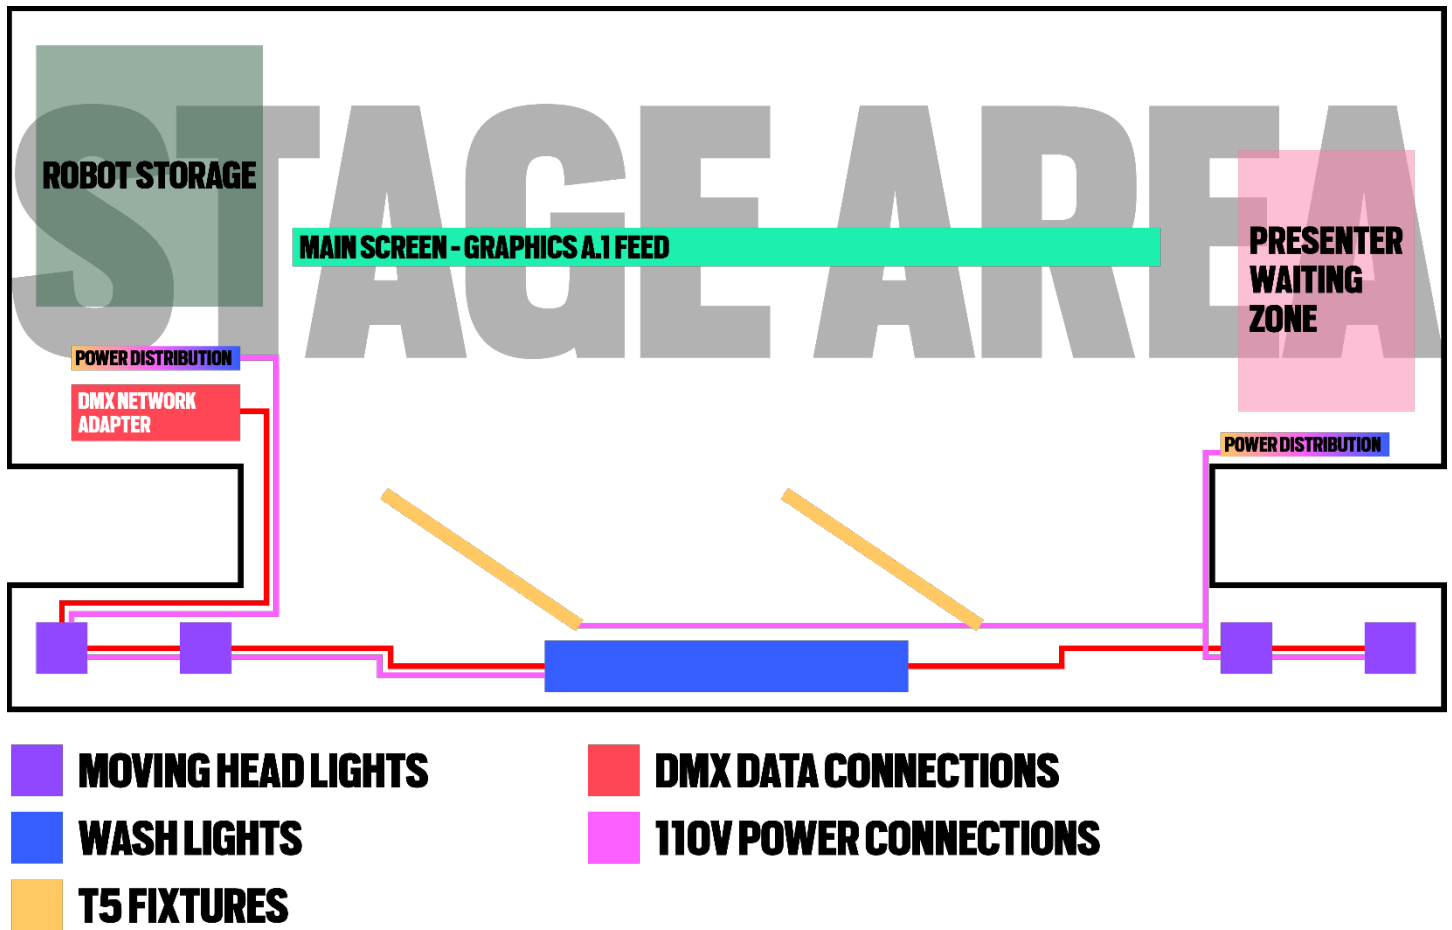 STAGE AREA
ROBOT STORAGE
MAIN SCREEN - GRAPHICS A.1 FEED
PRESENTER
WAITING
ZONE
POWER DISTRIBUTION
DMX NETWORK
ADAPTER
POWER DISTRIBUTION
MOVING HEAD LIGHTS
DMX DATA CONNECTIONS
WASH LIGHTS
110V POWER CONNECTIONS
T5 FIXTURES